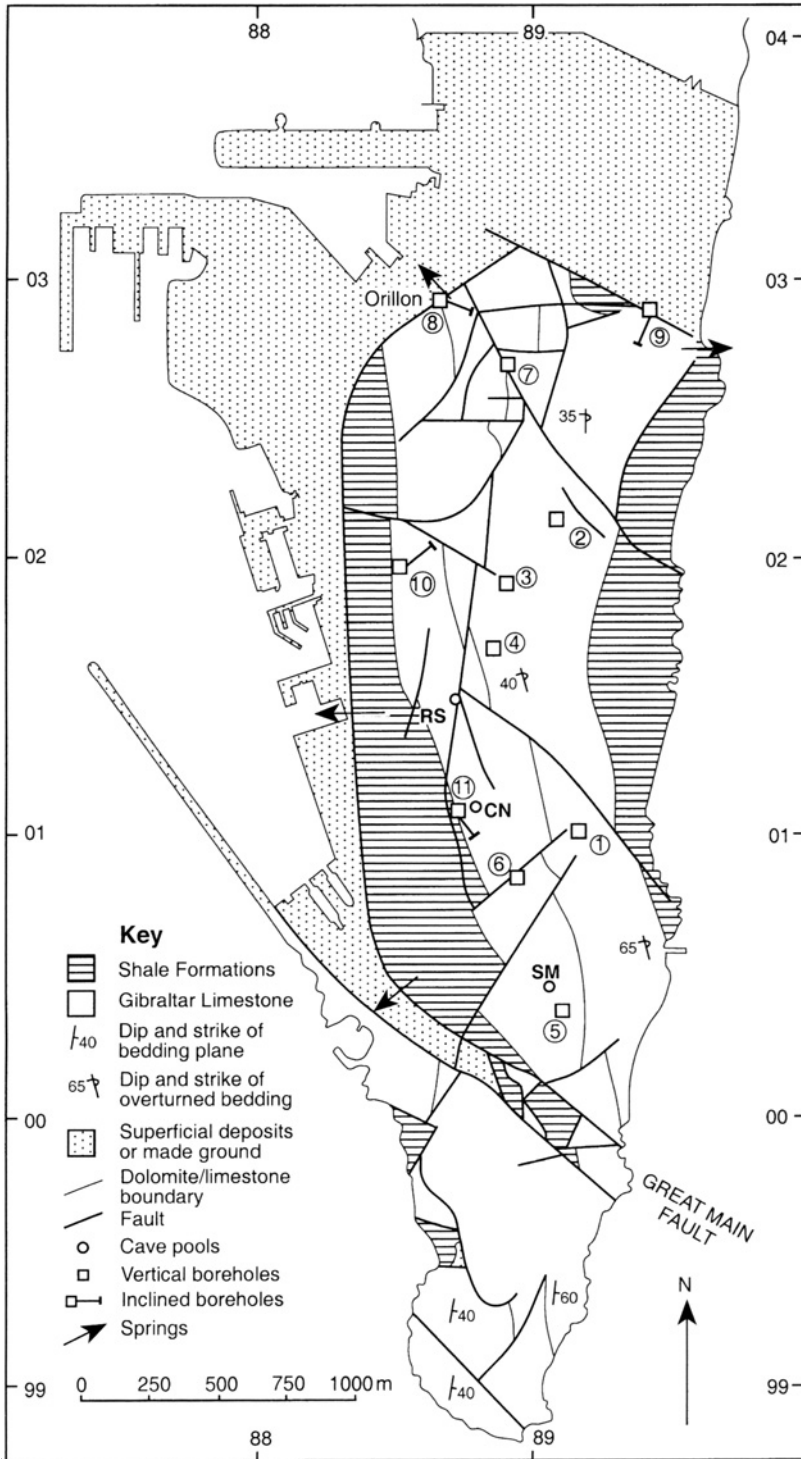 88
89
04
04
03
03
Orillon
⑧
⑨
⑦
35
②
02
02
⑩
③
④
40
RS
⑪
CN
01
01
①
⑥
65
SM
⑤
Key
Shale Formations
Gibraltar Limestone
40
Dip and strike of
bedding plane
65
Dip and strike of
overturned bedding
Superficial deposits
or made ground
Dolomite/limestone
boundary
Fault
Cave pools
Vertical boreholes
Inclined boreholes
Springs
00
00
GREAT MAIN
FAULT
N
60
40
40
0 250 500 750 1000 m
99
99
88
89